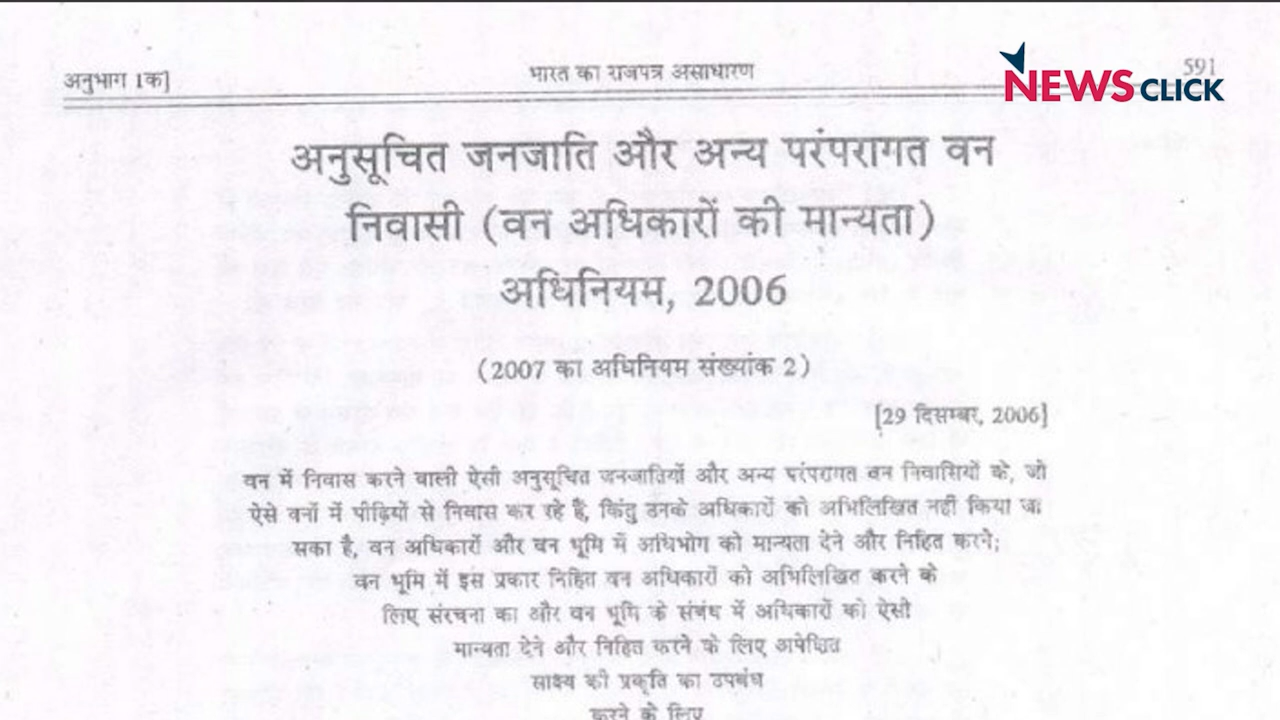 अनुभाग 1क]
भारत का राजपत्र असाधारण
591
NEWSCLICK
अनुसूचित जनजाति और अन्य परंपरागत वन
निवासी (वन अधिकारों की मान्यता)
अधिनियम, 2006
(2007 का अधिनियम संख्यांक 2)
[29 दिसम्बर, 2006]
वन में निवास करने वाली ऐसी अनुसूचित जनजातियों और अन्य परंपरागत वन निवासियों के, जो
ऐसे वनों में पीढ़ियों से निवास कर रहे हैं, किंतु उनके अधिकारों को अभिलिखित नहीं किया जा
सका है, वन अधिकारों और वन भूमि में अधिभोग को मान्यता देने और निहित करने;
वन भूमि में इस प्रकार निहित वन अधिकारों को अभिलिखित करने के
लिए संरचना का और वन भूमि के संबंध में अधिकारों को ऐसी
मान्यता देने और निहित करने के लिए अपेक्षित
साक्ष्य की प्रकृति का उपबंध
करने के लिए